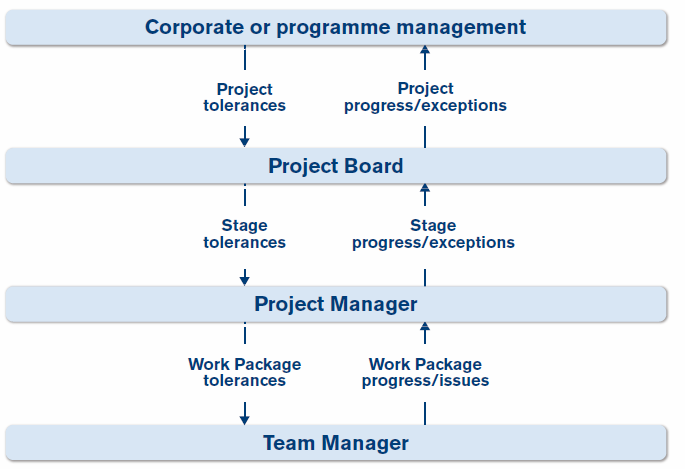 Corporate or programme management
Project
tolerances
Project
progress/exceptions
Project Board
Stage
tolerances
Stage
progress/exceptions
Project Manager
Work Package
tolerances
Work Package
progress/issues
Team Manager